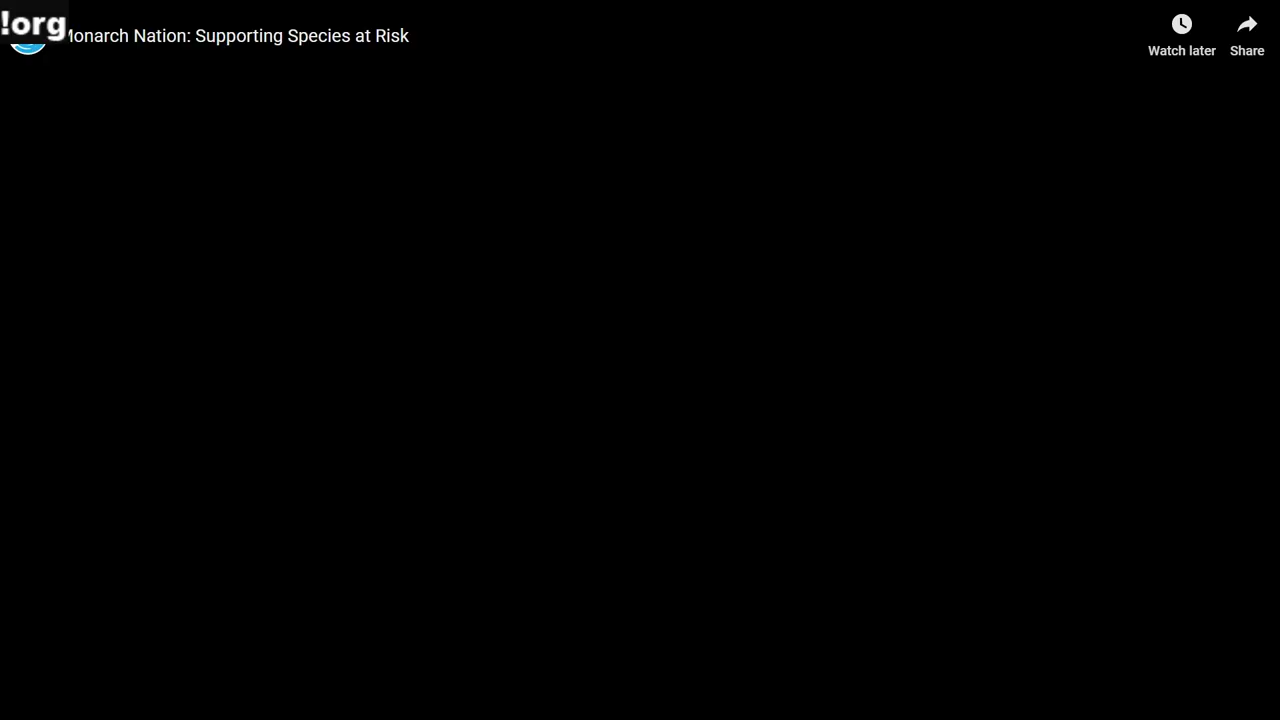 !org
onarch Nation: Supporting Species at Risk
Watch later
Share